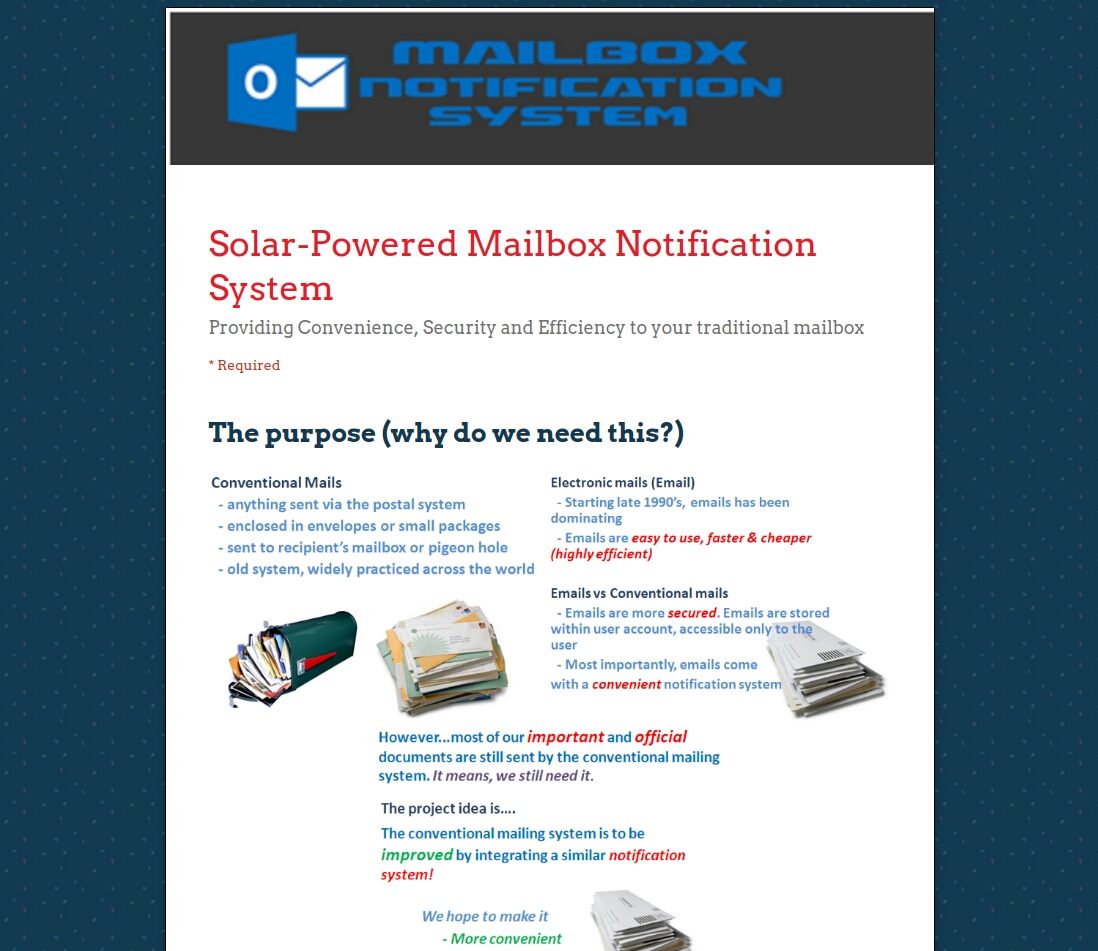 MAILBOX
NOTIFICATION
SYSTEM
Solar-Powered Mailbox Notification
System
Providing Convenience, Security and Efficiency to your traditional mailbox
* Required
The purpose (why do we need this?)
Conventional Mails
- anything sent via the postal system
- enclosed in envelopes or small packages
- sent to recipient's mailbox or pigeon hole
- old system, widely practiced across the world
Electronic mails (Email)
- Starting late 1990's, emails has been
dominating
- Emails are easy to use, faster & cheaper
(highly efficient)
Emails vs Conventional mails
- Emails are more secured. Emails are stored
within user account, accessible only to the
user
- Most importantly, emails come
with a convenient notification system
However...most of our important and official
documents are still sent by the conventional mailing
system. It means, we still need it.
The project idea is....
The conventional mailing system is to be
improved by integrating a similar notification
system!
We hope to make it
- More convenient